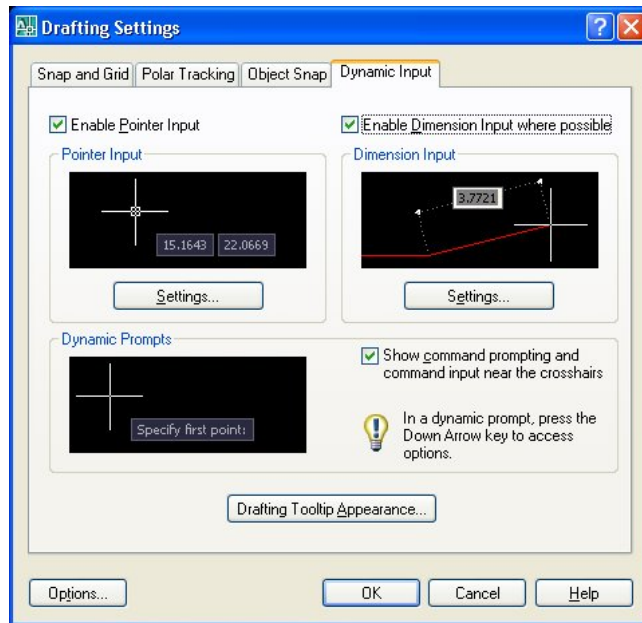 Drafting Settings
Snap and Grid Polar Tracking Object Snap Dynamic Input
Enable Pointer Input
Enable Dimension Input where possible
Pointer Input
15.1643 22.0669
Settings...
Dimension Input
3.7721
Settings...
Dynamic Prompts
Specify first point:
Show command prompting and
command input near the crosshairs
In a dynamic prompt, press the
Down Arrow key to access
options.
Drafting Tooltip Appearance...
Options... OK Cancel Help